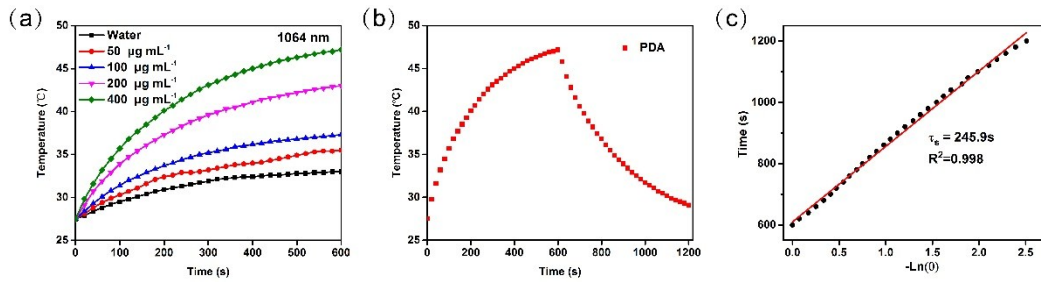 (a)
50
45
40
35
30
25
Temperature (℃)
Water
50 μg mL⁻¹
100 μg mL⁻¹
200 μg mL⁻¹
400 μg mL⁻¹
1064 nm
0 100 200 300 400 500 600
Time (s)
(b)
50
45
40
35
30
25
Temperature (°C)
PDA
0 200 400 600 800 1000 1200
Time (s)
(c)
1200
1000
800
600
Time (s)
τₛ = 245.9s
R²=0.998
0.0 0.5 1.0 1.5 2.0 2.5
-Ln(θ)